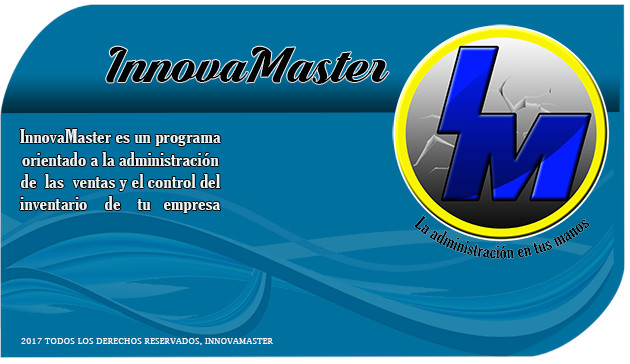 InnovaMaster
IM
InnovaMaster es un programa
orientado a la administración
de las ventas y el control del
inventario de tu empresa
La administración en tus manos
2017 TODOS LOS DERECHOS RESERVADOS, INNOVAMASTER